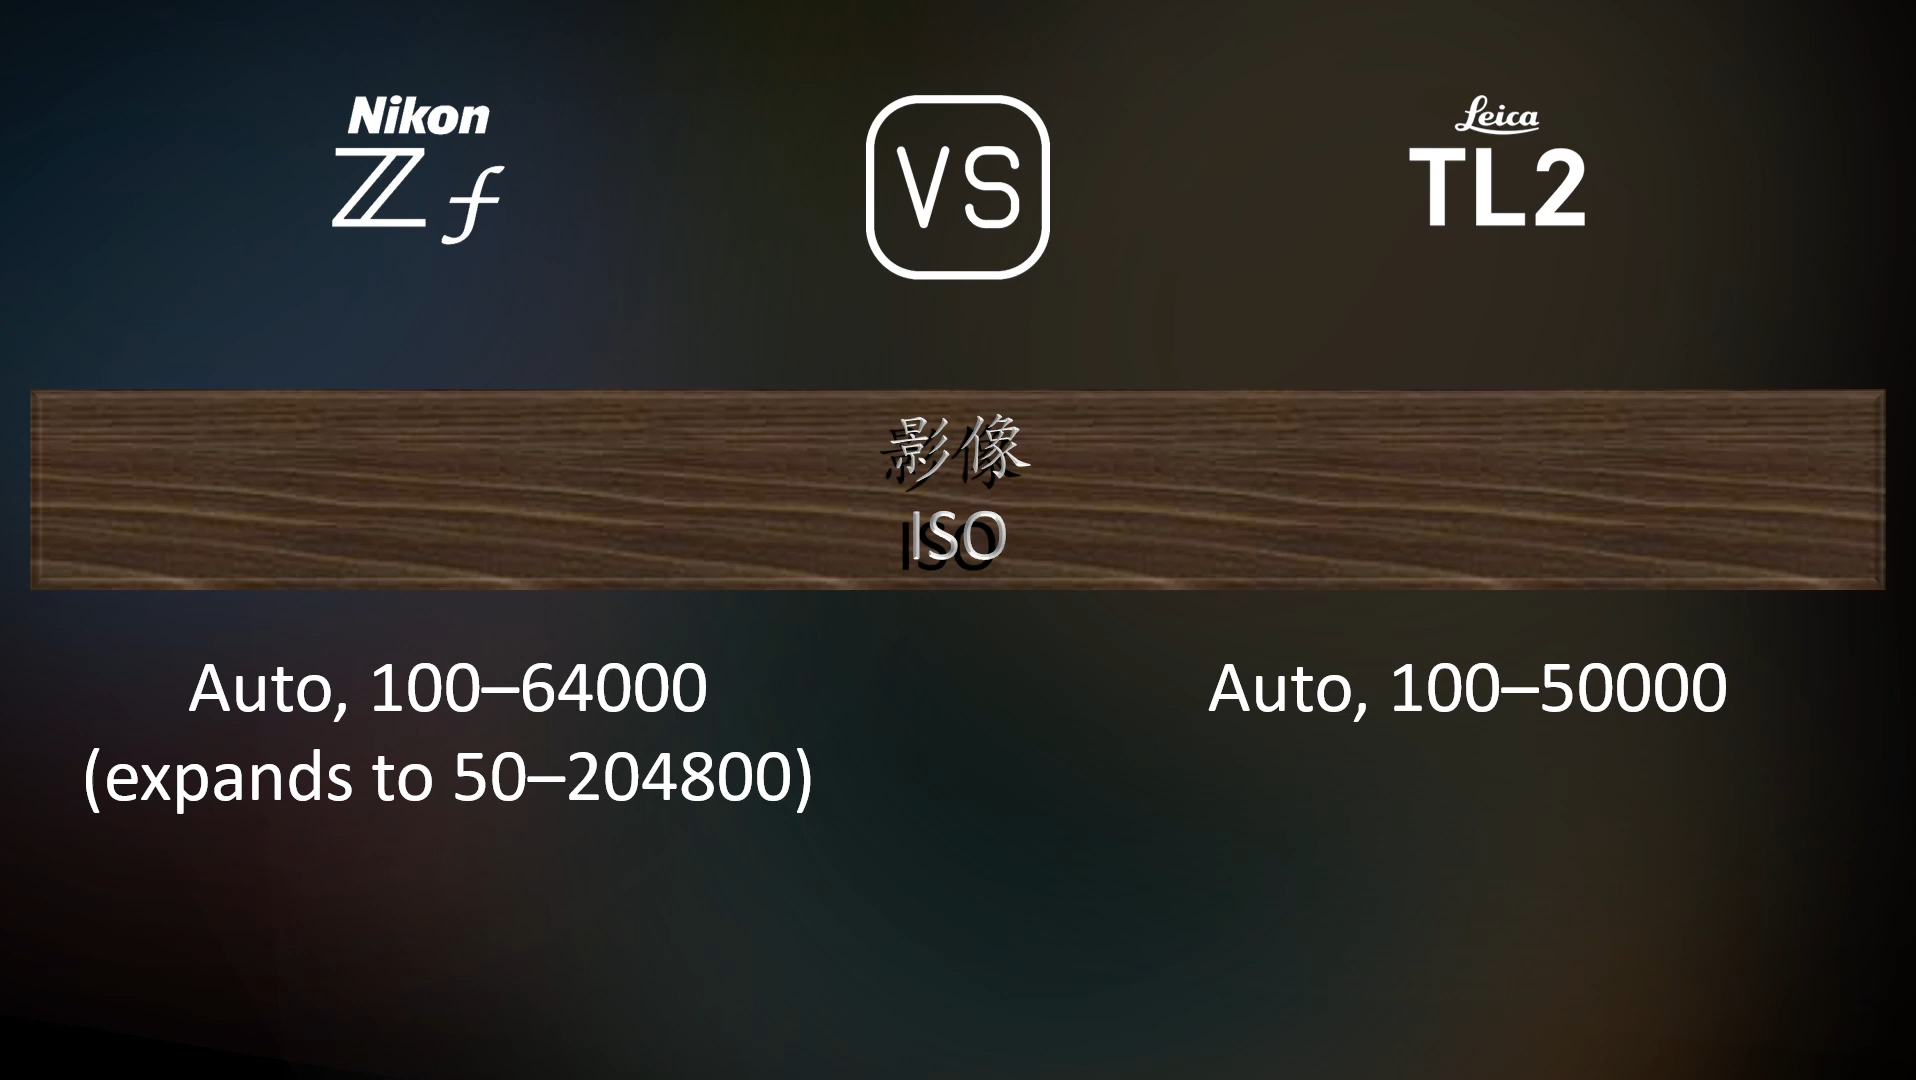 Nikon
Z f
VS
Leica
TL2
影像
ISO
Auto, 100–64000
(expands to 50–204800)
Auto, 100–50000